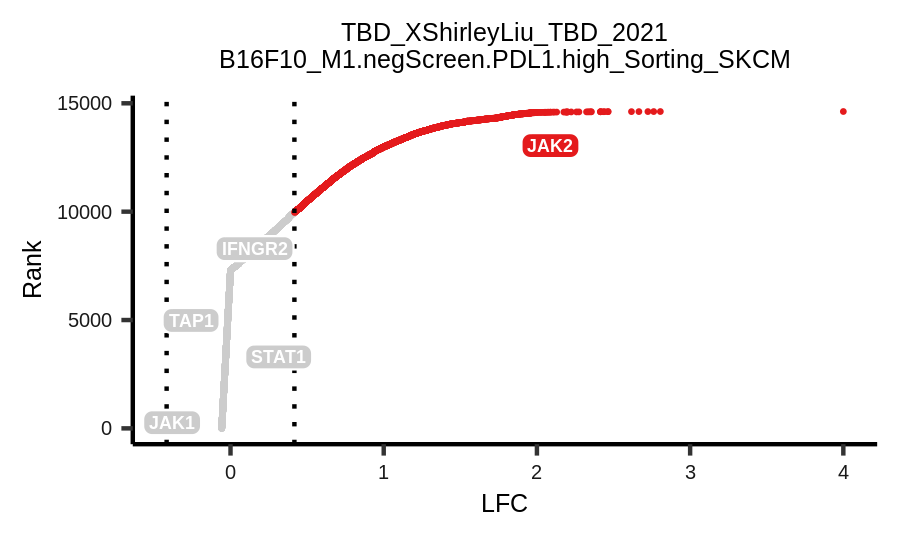 TBD_XShirleyLiu_TBD_2021
B16F10_M1.negScreen.PDL1.high_Sorting_SKCM
15000
10000
5000
0
Rank
JAK2
IFNGR2
TAP1
STAT1
JAK1
0 1 2 3 4
LFC